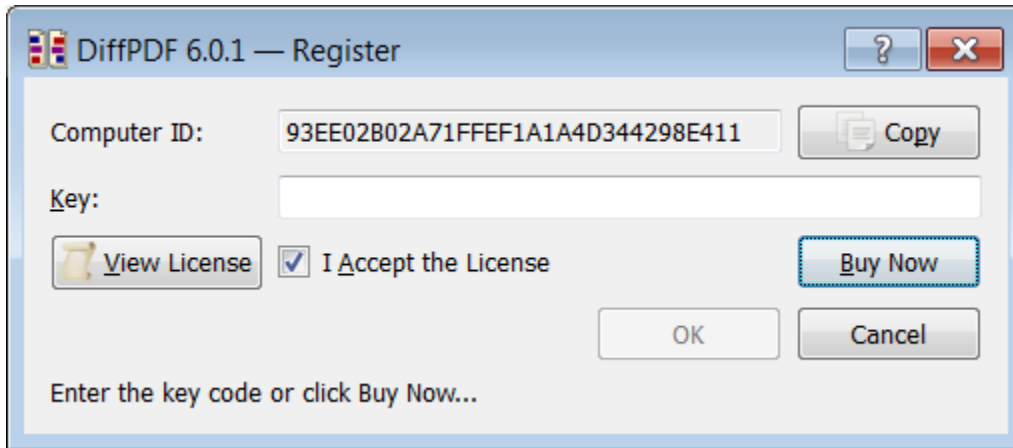 DiffPDF 6.0.1 — Register
Computer ID: 93EE02B02A71FFEF1A1A4D344298E411 Copy
Key:
View License I Accept the License Buy Now
OK Cancel
Enter the key code or click Buy Now...